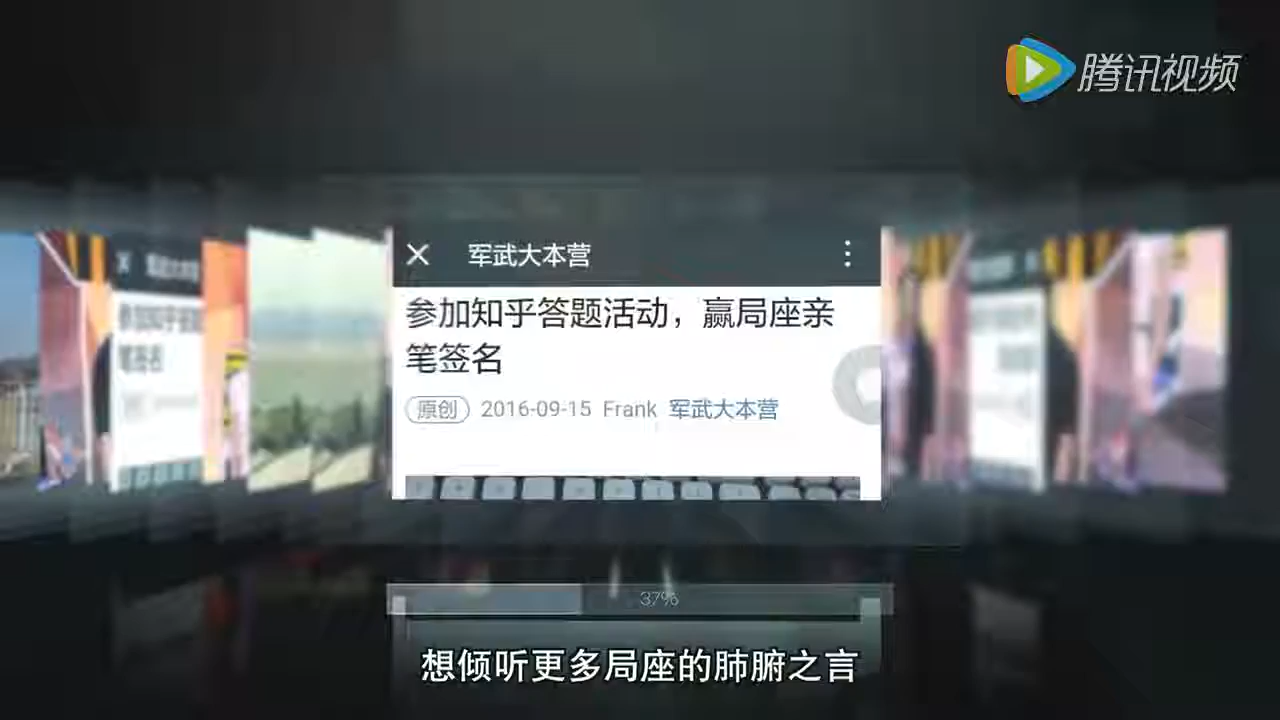 腾讯视频
军武大本营
参加知乎答题活动，赢局座亲
笔签名
原创 2016-09-15 Frank 军武大本营
37%
想倾听更多局座的肺腑之言